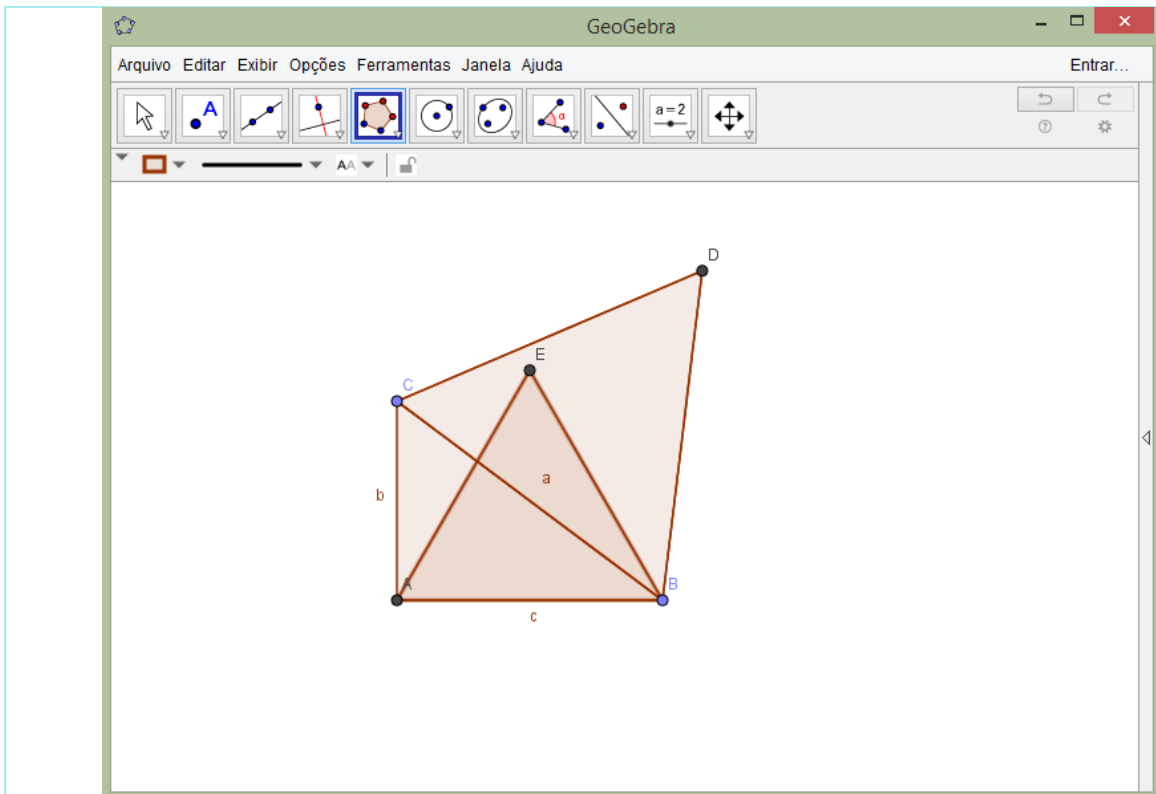 GeoGebra
Arquivo Editar Exibir Opções Ferramentas Janela Ajuda Entrar...
A α a=2
AA
D
E
C
a
b
A
B
c